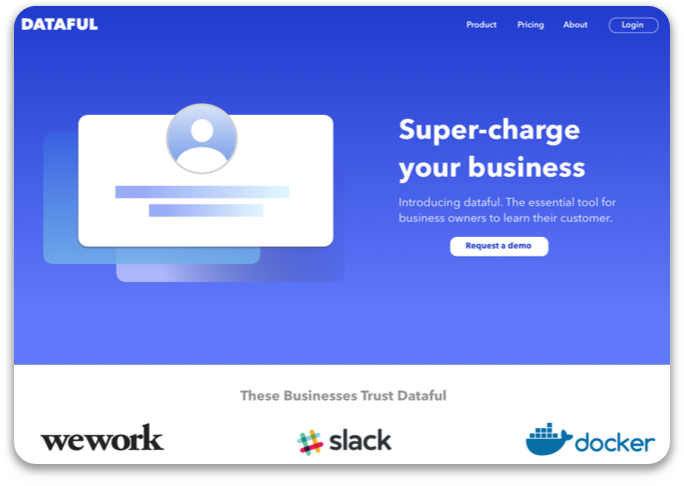 DATAFUL
Product Pricing About Login
Super-charge
your business
Introducing dataful. The essential tool for
business owners to learn their customer.
Request a demo
These Businesses Trust Dataful
wework
slack
docker